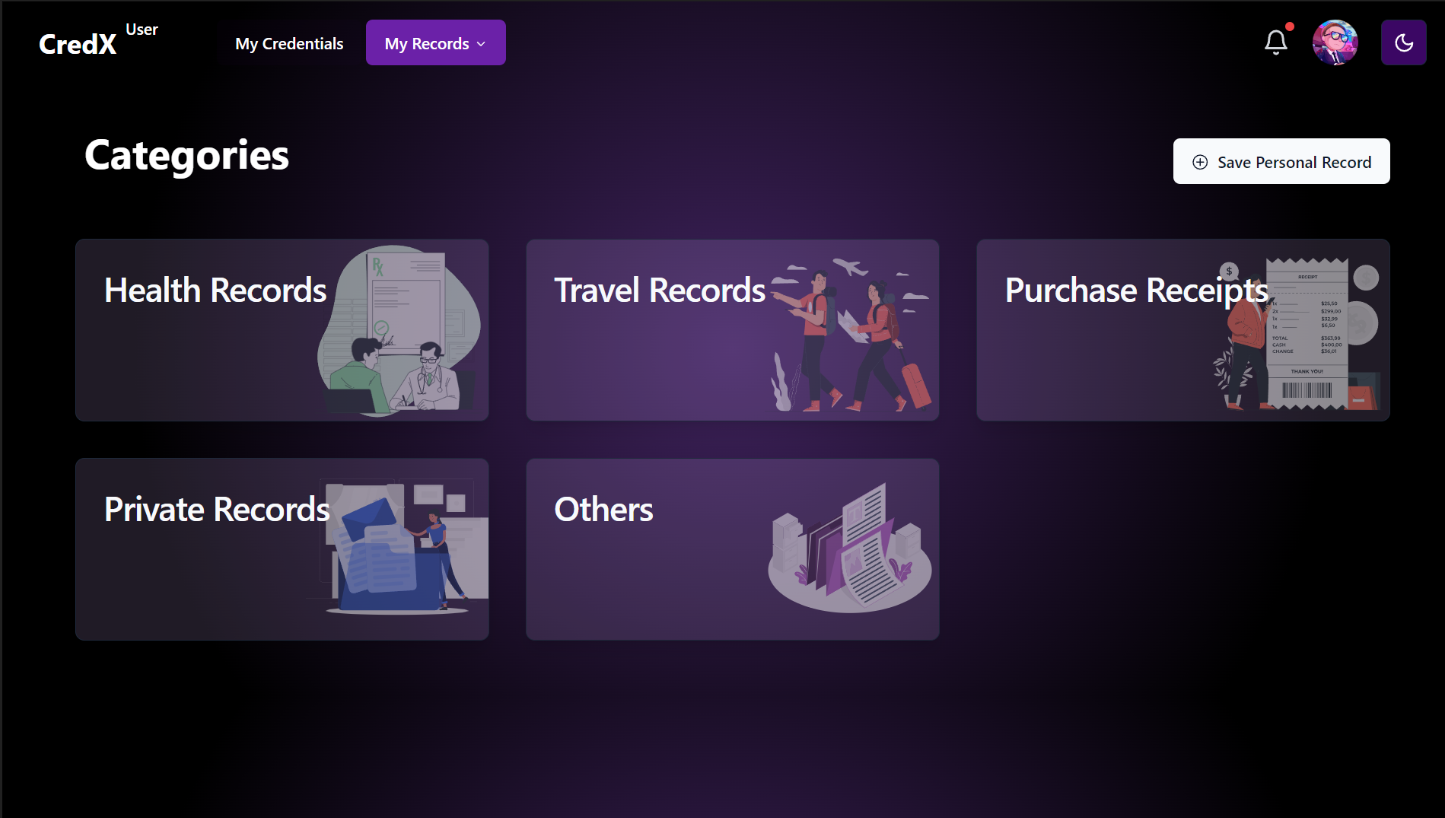 CredX User
My Credentials
My Records
Categories
Save Personal Record
Health Records
RX
Travel Records
Purchase Receipts
$
RECEIPT
TOTAL
CASH
CHANGE
THANK YOU!
Private Records
Others